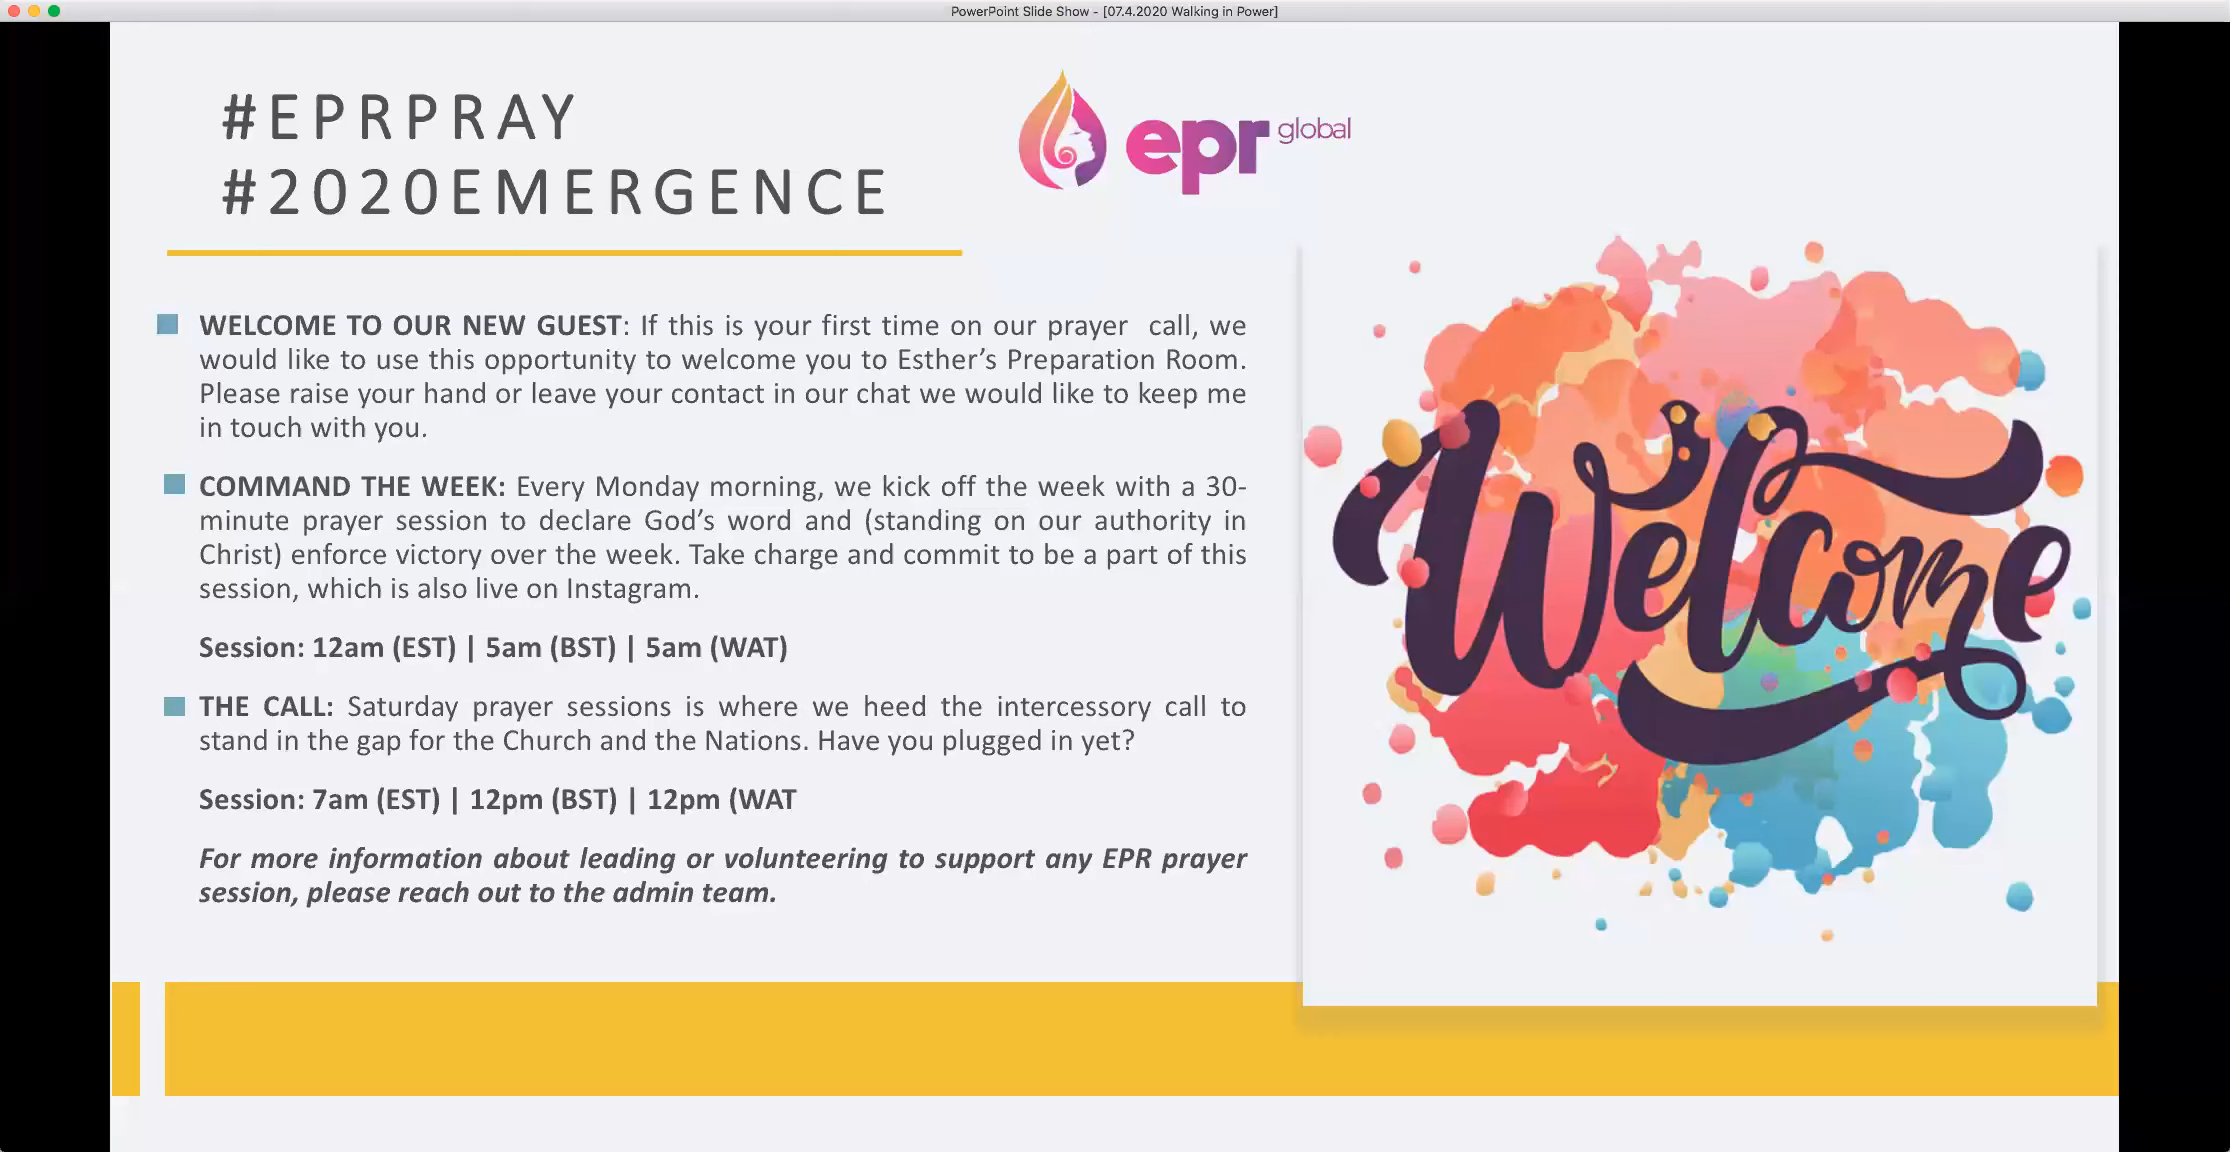 PowerPoint Slide Show - [07.4.2020 Walking in Power]
#EPRPRAY
#2020EMERGENCE
epr global
WELCOME TO OUR NEW GUEST: If this is your first time on our prayer call, we
would like to use this opportunity to welcome you to Esther’s Preparation Room.
Please raise your hand or leave your contact in our chat we would like to keep me
in touch with you.
COMMAND THE WEEK: Every Monday morning, we kick off the week with a 30-
minute prayer session to declare God’s word and (standing on our authority in
Christ) enforce victory over the week. Take charge and commit to be a part of this
session, which is also live on Instagram.
Session: 12am (EST) | 5am (BST) | 5am (WAT)
THE CALL: Saturday prayer sessions is where we heed the intercessory call to
stand in the gap for the Church and the Nations. Have you plugged in yet?
Session: 7am (EST) | 12pm (BST) | 12pm (WAT
For more information about leading or volunteering to support any EPR prayer
session, please reach out to the admin team.
Welcome